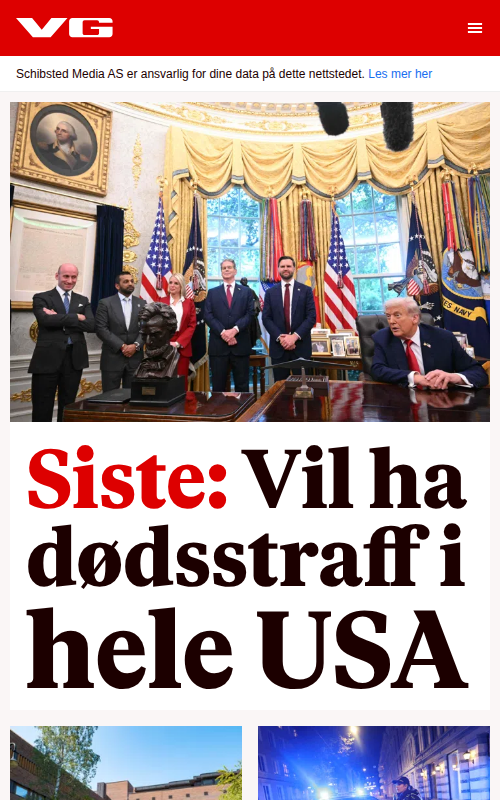 VG
Schibsted Media AS er ansvarlig for dine data på dette nettstedet. Les mer her
Siste: Vil ha
dødsstraff i
hele USA